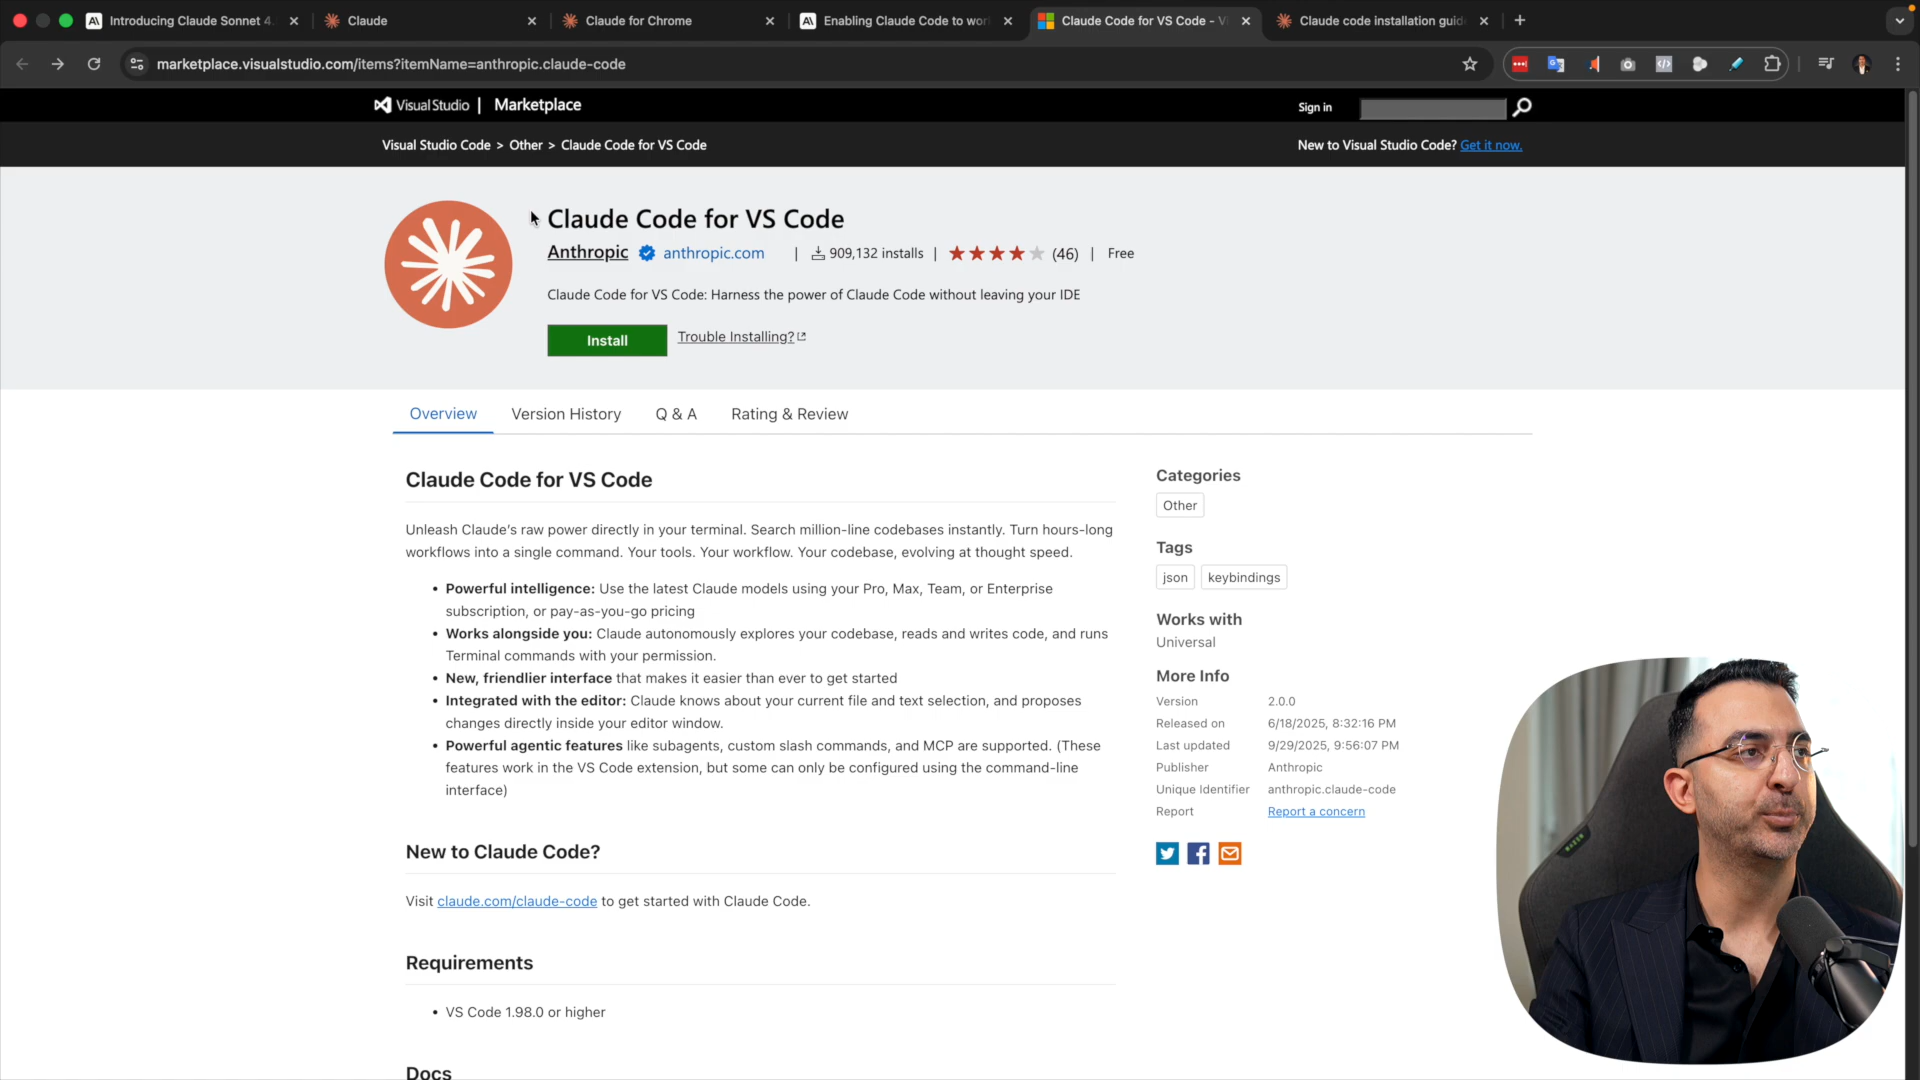 Introducing Claude Sonnet 4.
Claude
Claude for Chrome
Enabling Claude Code to wor
Claude Code for VS Code - V
Claude code installation guid
marketplace.visualstudio.com/items?itemName=anthropic.claude-code
Visual Studio | Marketplace
Sign in
Visual Studio Code > Other > Claude Code for VS Code
New to Visual Studio Code? Get it now.
Claude Code for VS Code
Anthropic anthropic.com | 909,132 installs | (46) | Free
Claude Code for VS Code: Harness the power of Claude Code without leaving your IDE
Install
Trouble Installing?
Overview
Version History
Q & A
Rating & Review
Claude Code for VS Code
Unleash Claude's raw power directly in your terminal. Search million-line codebases instantly. Turn hours-long
workflows into a single command. Your tools. Your workflow. Your codebase, evolving at thought speed.
• Powerful intelligence: Use the latest Claude models using your Pro, Max, Team, or Enterprise
subscription, or pay-as-you-go pricing
• Works alongside you: Claude autonomously explores your codebase, reads and writes code, and runs
Terminal commands with your permission.
• New, friendlier interface that makes it easier than ever to get started
• Integrated with the editor: Claude knows about your current file and text selection, and proposes
changes directly inside your editor window.
• Powerful agentic features like subagents, custom slash commands, and MCP are supported. (These
features work in the VS Code extension, but some can only be configured using the command-line
interface)
New to Claude Code?
Visit claude.com/claude-code to get started with Claude Code.
Requirements
• VS Code 1.98.0 or higher
Docs
Categories
Other
Tags
json
keybindings
Works with
Universal
More Info
Version 2.0.0
Released on 6/18/2025, 8:32:16 PM
Last updated 9/29/2025, 9:56:07 PM
Publisher Anthropic
Unique Identifier anthropic.claude-code
Report Report a concern